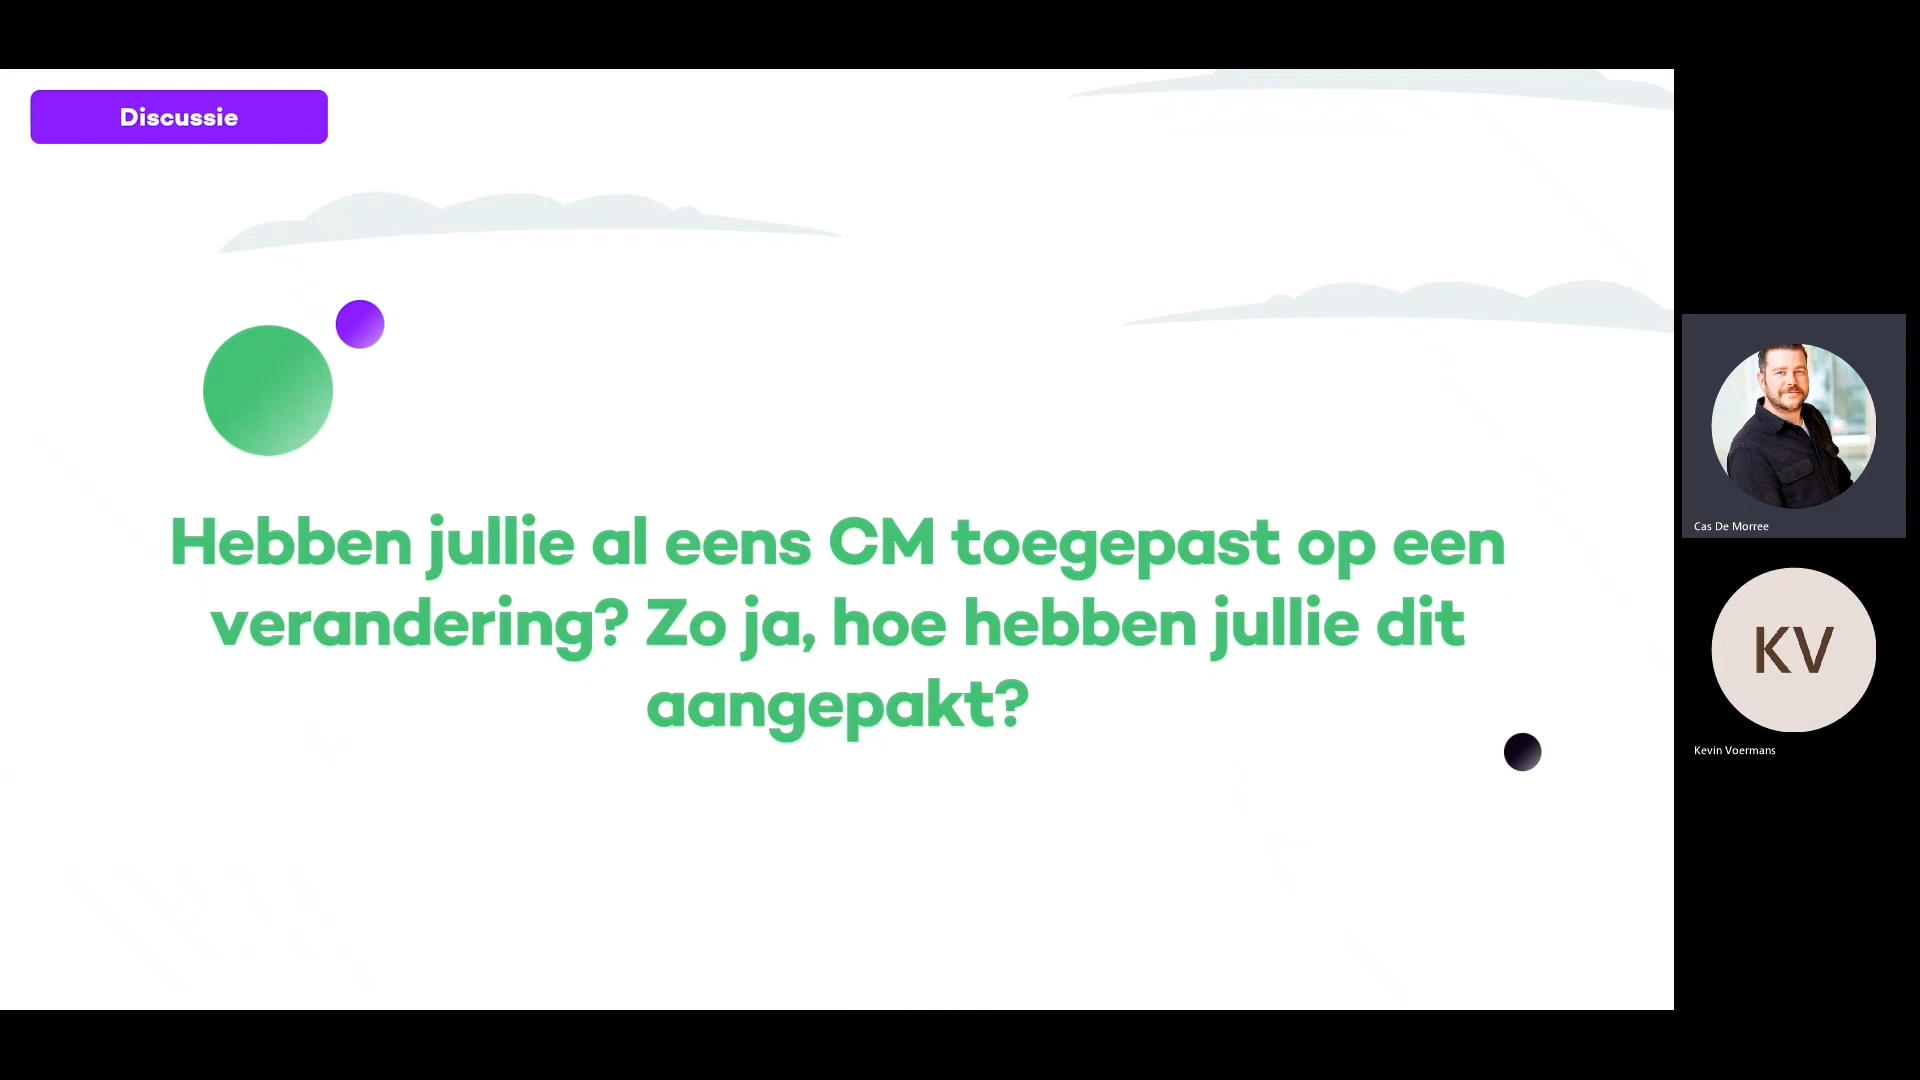 Discussie
Hebben jullie al eens CM toegepast op een
verandering? Zo ja, hoe hebben jullie dit
aangepakt?
Cas De Morree
KV
Kevin Voermans